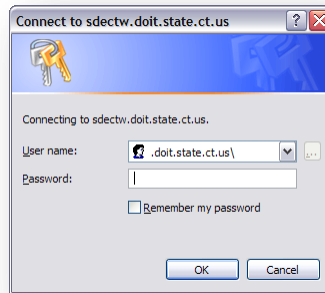 Connect to sdectw.doit.state.ct.us
Connecting to sdectw.doit.state.ct.us.
User name: .doit.state.ct.us\
Password:
Remember my password
OK Cancel